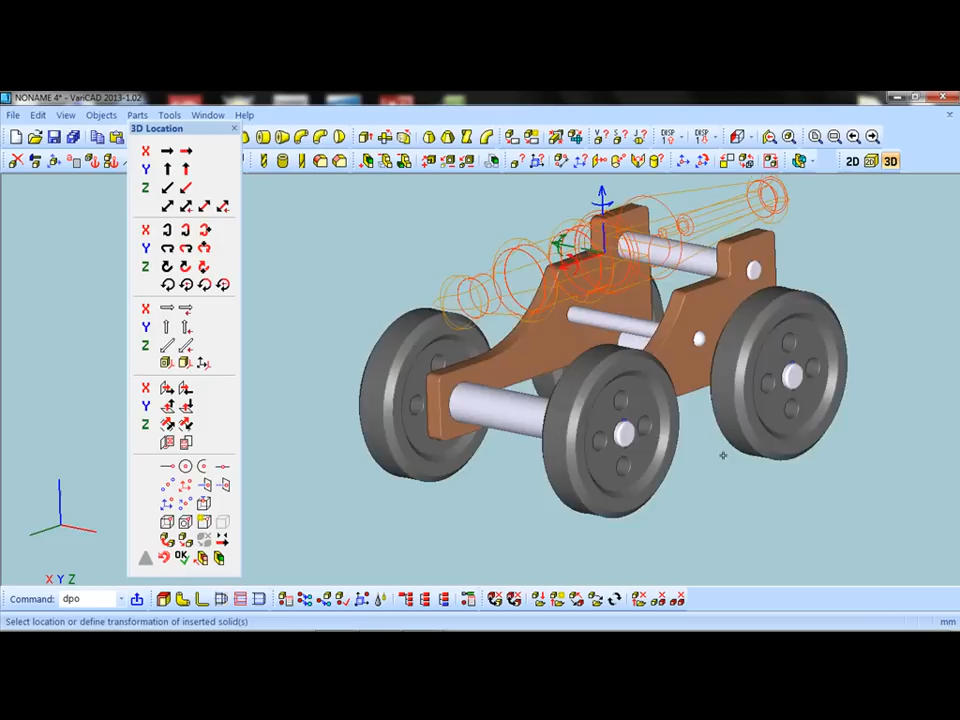 NONAME 4* - VariCAD 2013-1.02
File Edit View Objects Parts Tools Window Help
3D Location
DISP DISP
V? J?
2D 3D
X
Y
Z
X
Y
Z
X
Y
Z
X
Y
Z
OK
X Y Z
Command: dpo
Select location or define transformation of inserted solid(s)
mm